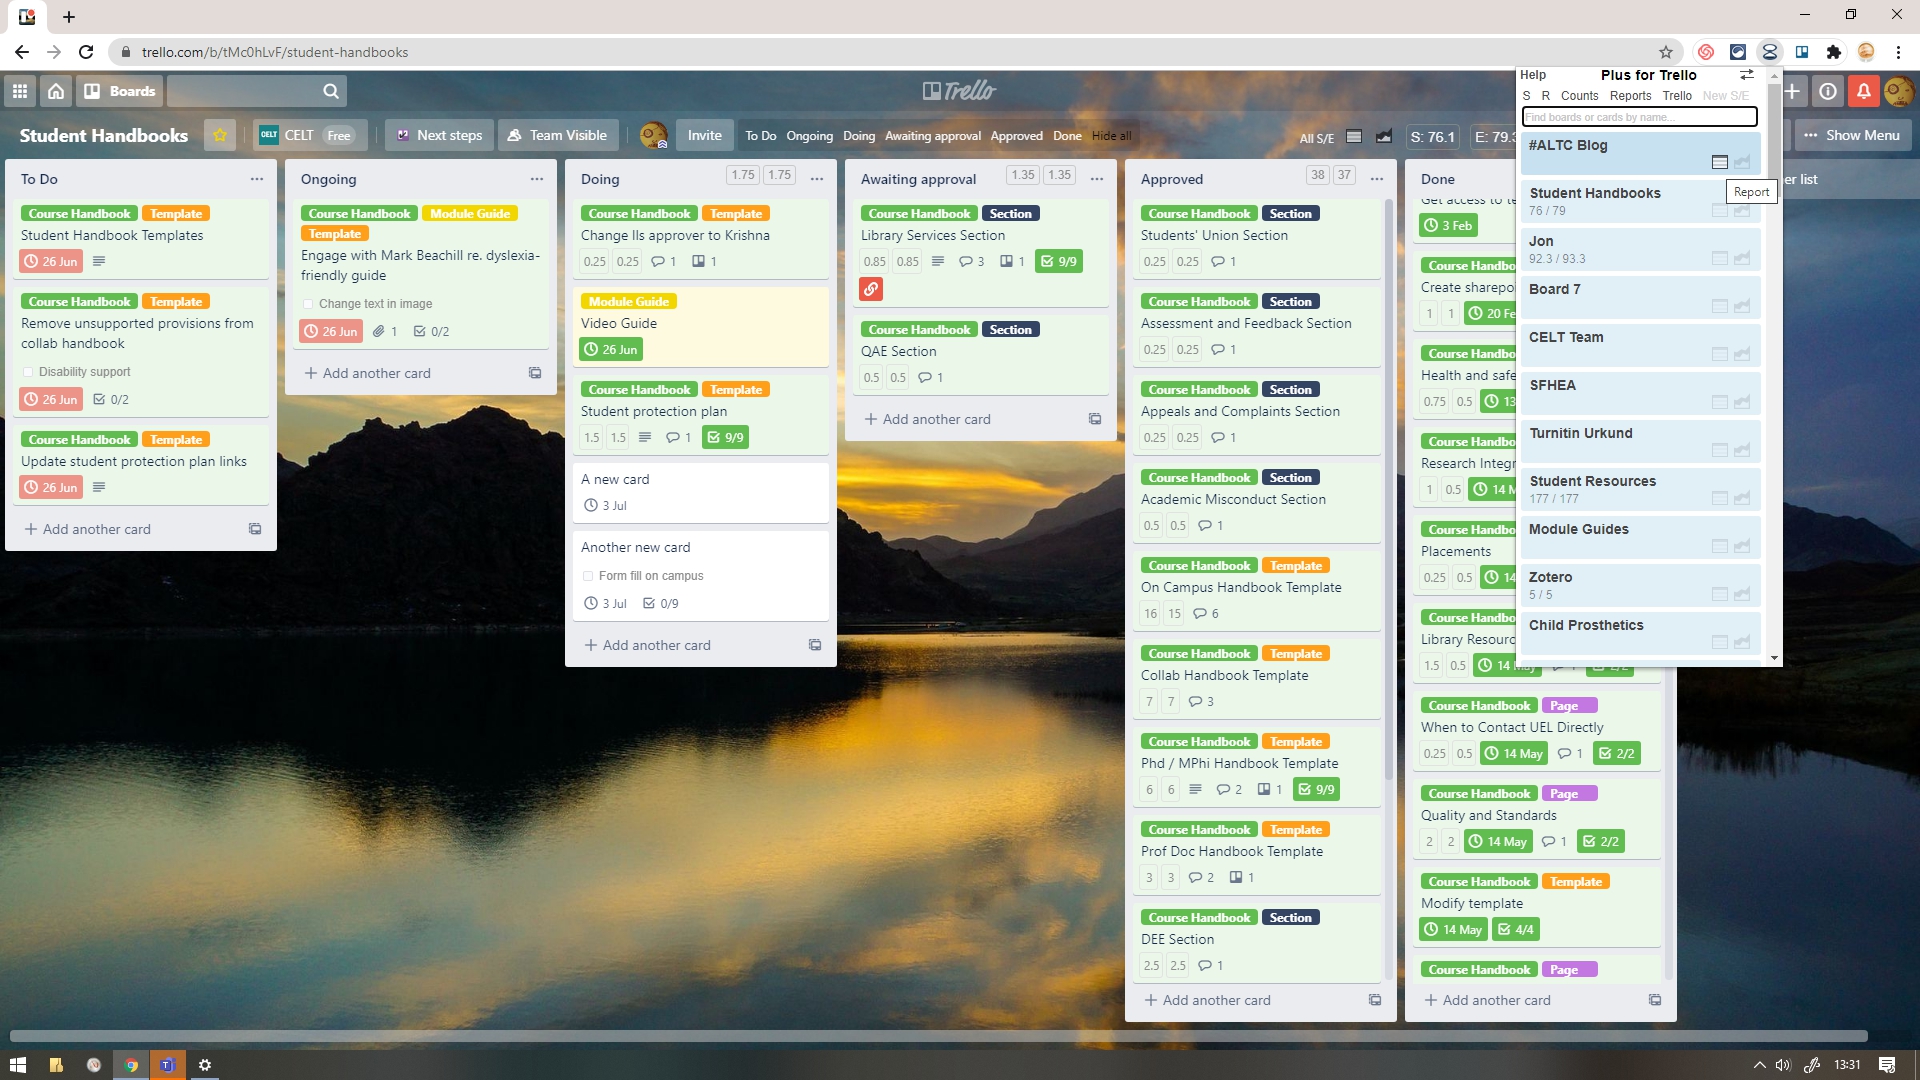 trello.com/b/tMc0hLvF/student-handbooks
Boards
Trello
Student Handbooks
CELT
CELT Free
Next steps
Team Visible
Invite
To Do Ongoing Doing Awaiting approval Approved Done Hide all
All S/E
S: 76.1
E: 79.3
Show Menu
To Do
Course Handbook Template
Student Handbook Templates
26 Jun
Course Handbook Template
Remove unsupported provisions from
collab handbook
Disability support
26 Jun 0/2
Course Handbook Template
Update student protection plan links
26 Jun
+ Add another card
Ongoing
Course Handbook Module Guide
Template
Engage with Mark Beachill re. dyslexia-
friendly guide
Change text in image
26 Jun 1 0/2
+ Add another card
Doing 1.75 1.75
Course Handbook Template
Change IIs approver to Krishna
0.25 0.25 1 1
Module Guide
Video Guide
26 Jun
Course Handbook Template
Student protection plan
1.5 1.5 1 9/9
A new card
3 Jul
Another new card
Form fill on campus
3 Jul 0/9
+ Add another card
Awaiting approval 1.35 1.35
Course Handbook Section
Library Services Section
0.85 0.85 3 1 9/9
Course Handbook Section
QAE Section
0.5 0.5 1
+ Add another card
Approved 38 37
Course Handbook Section
Students' Union Section
0.25 0.25 1
Course Handbook Section
Assessment and Feedback Section
0.25 0.25 1
Course Handbook Section
Appeals and Complaints Section
0.25 0.25 1
Course Handbook Section
Academic Misconduct Section
0.5 0.5 1
Course Handbook Template
On Campus Handbook Template
16 15 6
Course Handbook Template
Collab Handbook Template
7 7 3
Course Handbook Template
Phd / MPhi Handbook Template
6 6 2 1 9/9
Course Handbook Template
Prof Doc Handbook Template
3 3 2 1
Course Handbook Section
DEE Section
2.5 2.5 1
+ Add another card
Done
Get access to te
3 Feb
Course Handbo
Create sharepoi
1 1 20 Fe
Course Handbo
Health and safe
0.75 0.5 13
Course Handbo
Research Integr
1 0.5 14 M
Course Handbo
Placements
0.25 0.5 14
Course Handbo
Library Resourc
1.5 0.5 14 May
Course Handbook Page
When to Contact UEL Directly
0.25 0.5 14 May 1 2/2
Course Handbook Page
Quality and Standards
2 2 14 May 1 2/2
Course Handbook Template
Modify template
14 May 4/4
Course Handbook Page
+ Add another card
er list
Help Plus for Trello
S R Counts Reports Trello New S/E
Find boards or cards by name...
#ALTC Blog
Report
Student Handbooks
76 / 79
Jon
92.3 / 93.3
Board 7
CELT Team
SFHEA
Turnitin Urkund
Student Resources
177 / 177
Module Guides
Zotero
5 / 5
Child Prosthetics
13:31